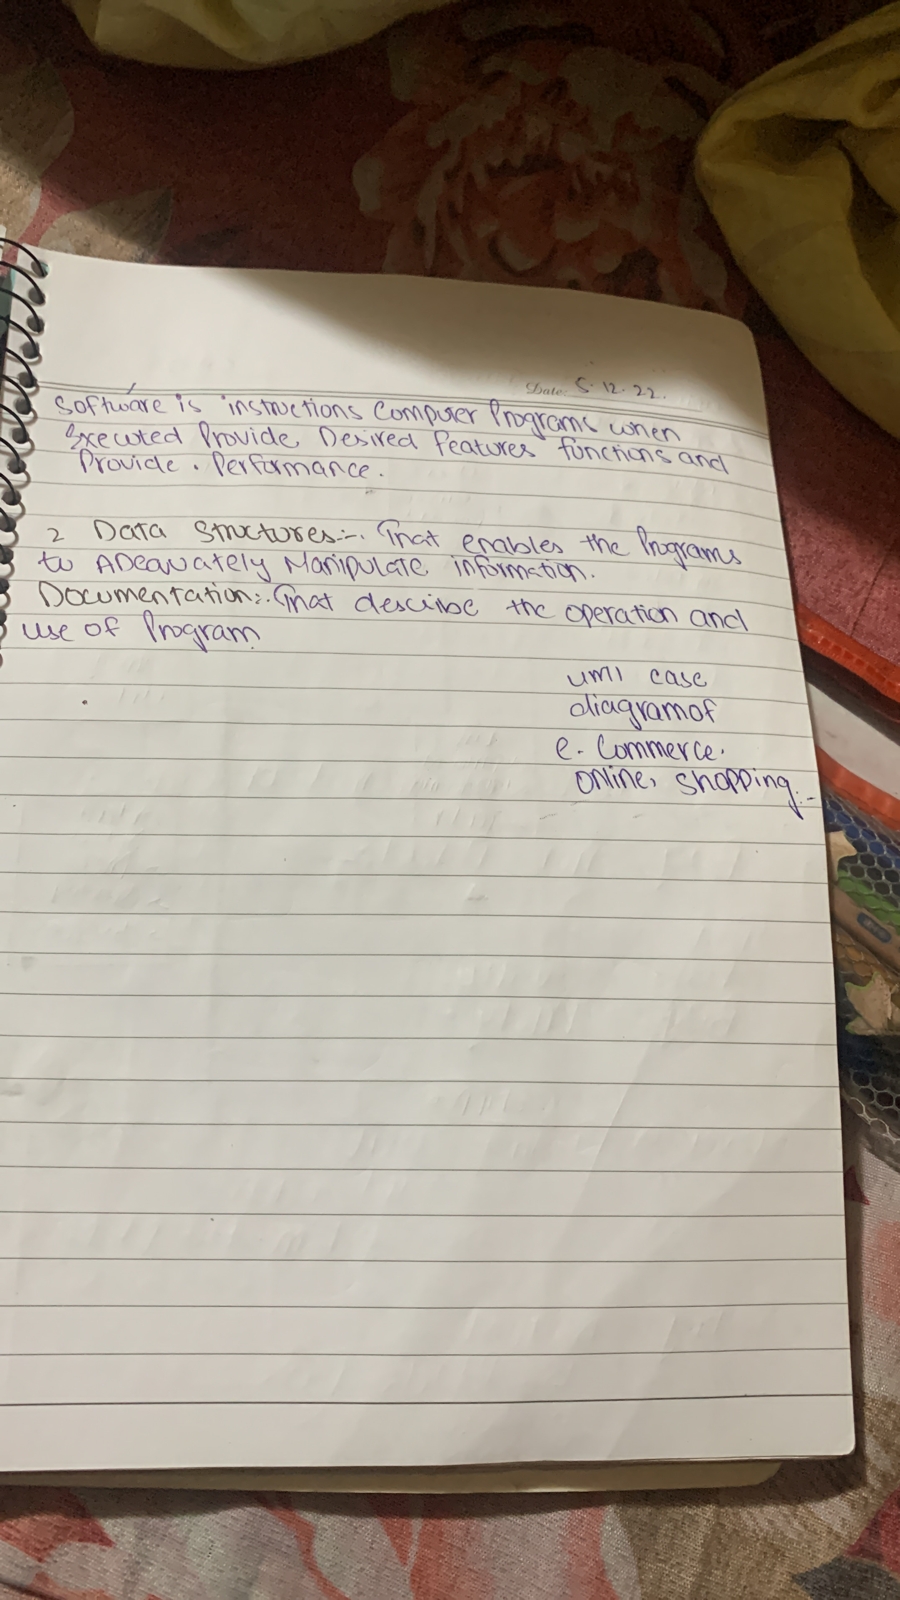 Date: 5.12.22.
Software is instructions Computer Programs when
Executed Provide Desired features functions and
Provide. Performance.
2 Data Structures:-. That enables the Programs
to Adequately Manipulate information.
Documentation:. That describe the operation and
use of Program.
uml case
diagramof
e-Commerce.
Online, shopping:-